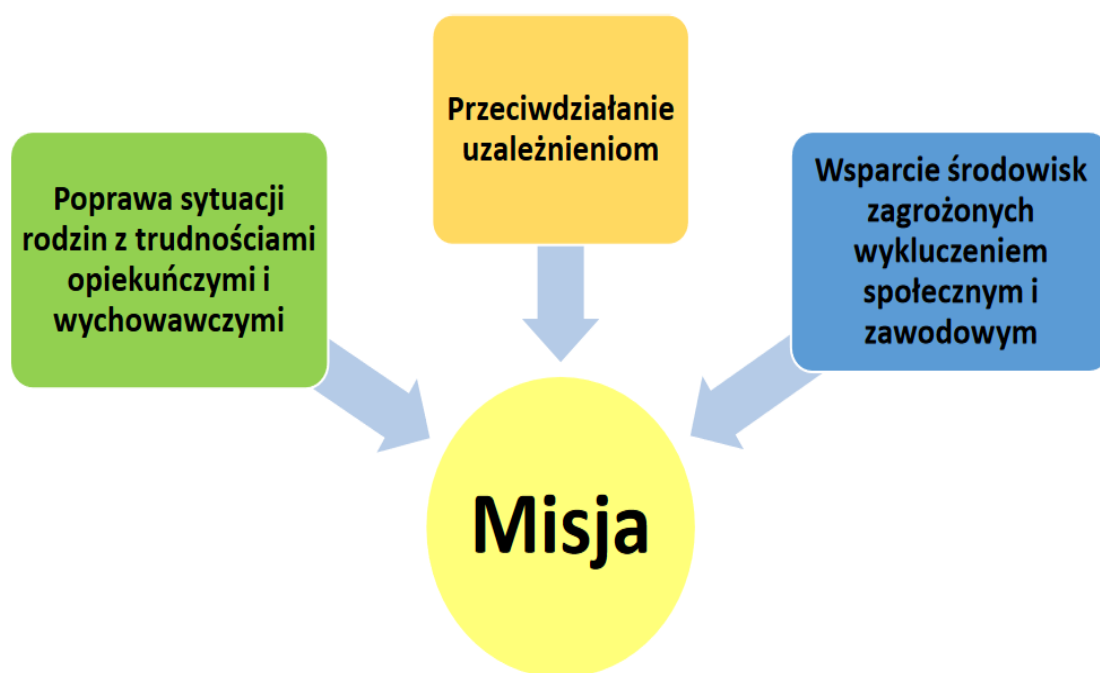 Przeciwdziałanie
uzależnieniom
Poprawa sytuacji
rodzin z trudnościami
opiekuńczymi i
wychowawczymi
Wsparcie środowisk
zagrożonych
wykluczeniem
społecznym i
zawodowym
Misja